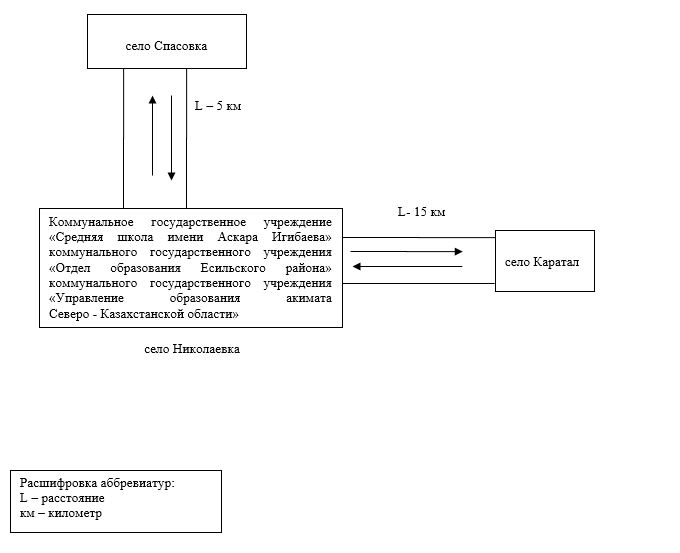 село Спасовка
L – 5 км
L- 15 км
Коммунальное государственное учреждение
«Средняя школа имени Аскара Игибаева»
коммунального государственного учреждения
«Отдел образования Есильского района»
коммунального государственного учреждения
«Управление образования акимата
Северо - Казахстанской области»
село Каратал
село Николаевка
Расшифровка аббревиатур:
L – расстояние
км – километр